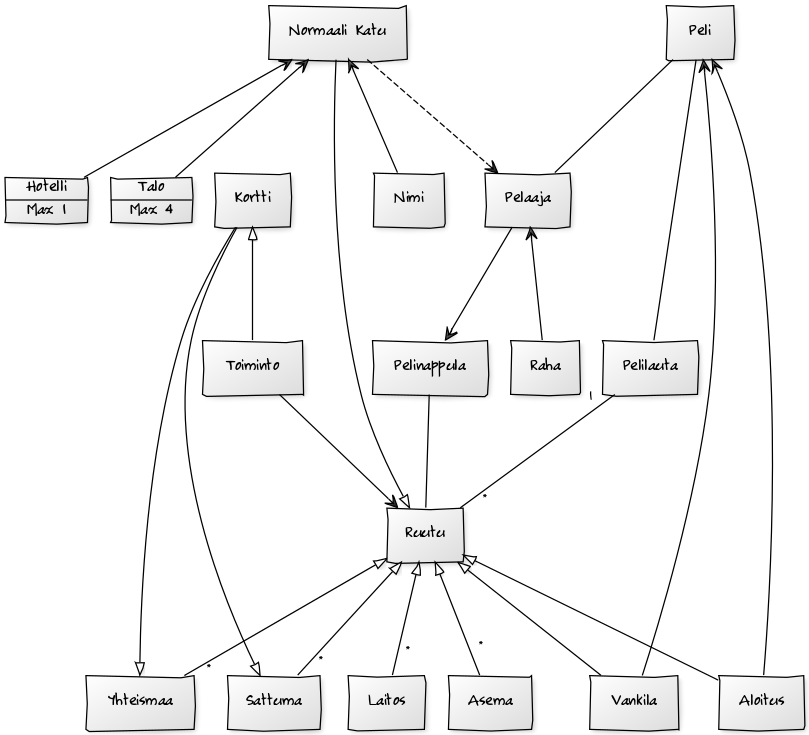 Normaali Katu
Peli
Hotelli
Max 1
Talo
Max 4
Kortti
Nimi
Pelaaja
Toiminto
Pelinappula
Raha
Pelilauta
1
*
Ruutu
*
*
*
*
Yhteismaa
Sattuma
Laitos
Asema
Vankila
Aloitus